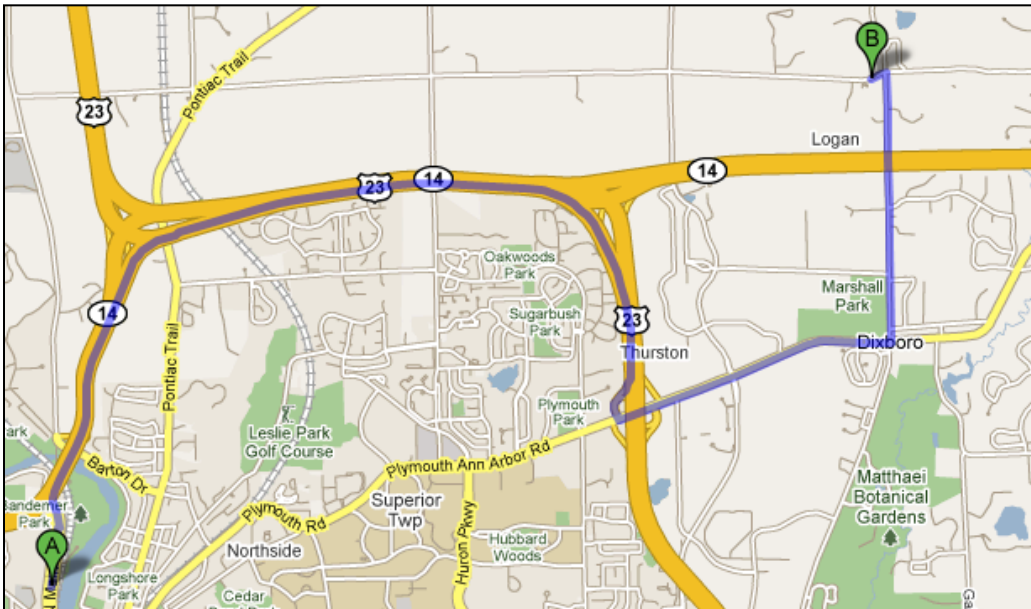 B
Pontiac Trail
23
Logan
14
23
14
Oakwoods
Park
Marshall
Park
Sugarbush
Park
14
23
Thurston
Dixboro
Pontiac Trail
Plymouth
Park
Leslie Park
Golf Course
Plymouth Ann Arbor Rd
Barton Dr
Matthaei
Botanical
Gardens
Superior
Twp
Bandemer
Park
Plymouth Rd
Huron Pkwy
A
Northside
Hubbard
Woods
Longshore
Park
N M
Cedar